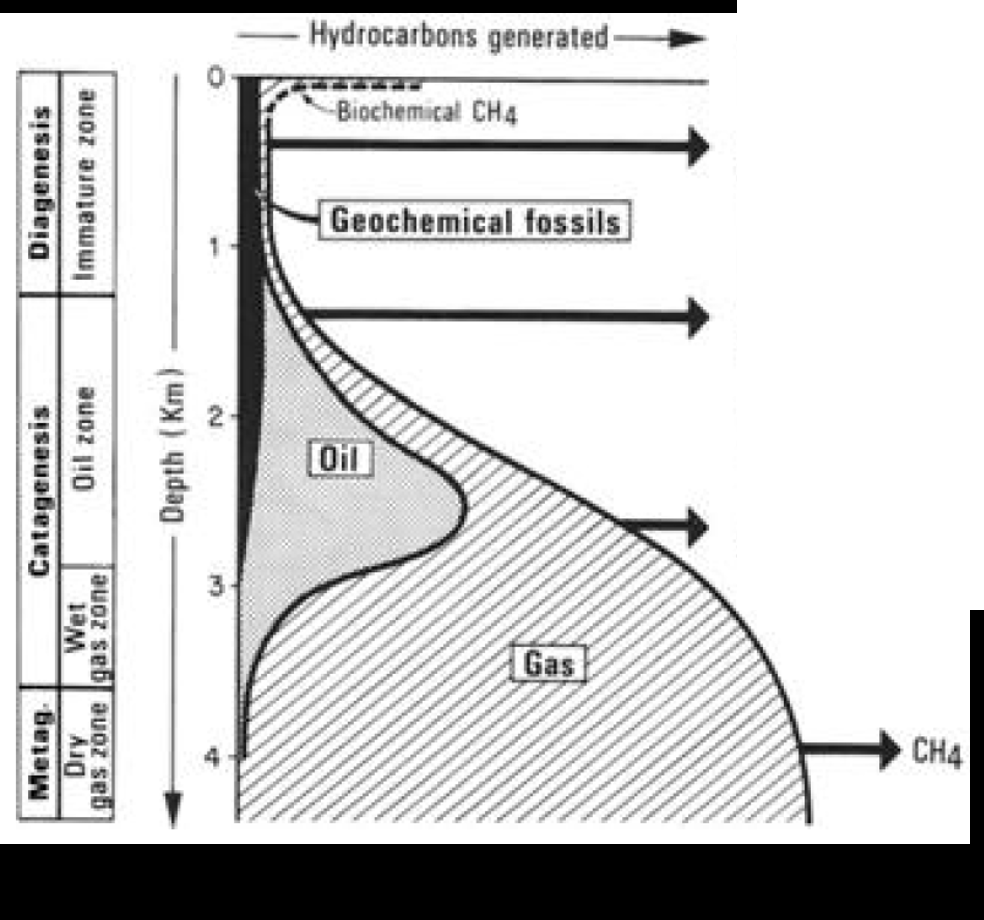 Hydrocarbons generated
0
Biochemical CH4
Geochemical fossils
1
2
Oil
3
Gas
4
CH4
Depth (Km)
Diagenesis
Immature zone
Catagenesis
Oil zone
Wet
gas zone
Metag.
Dry
gas zone